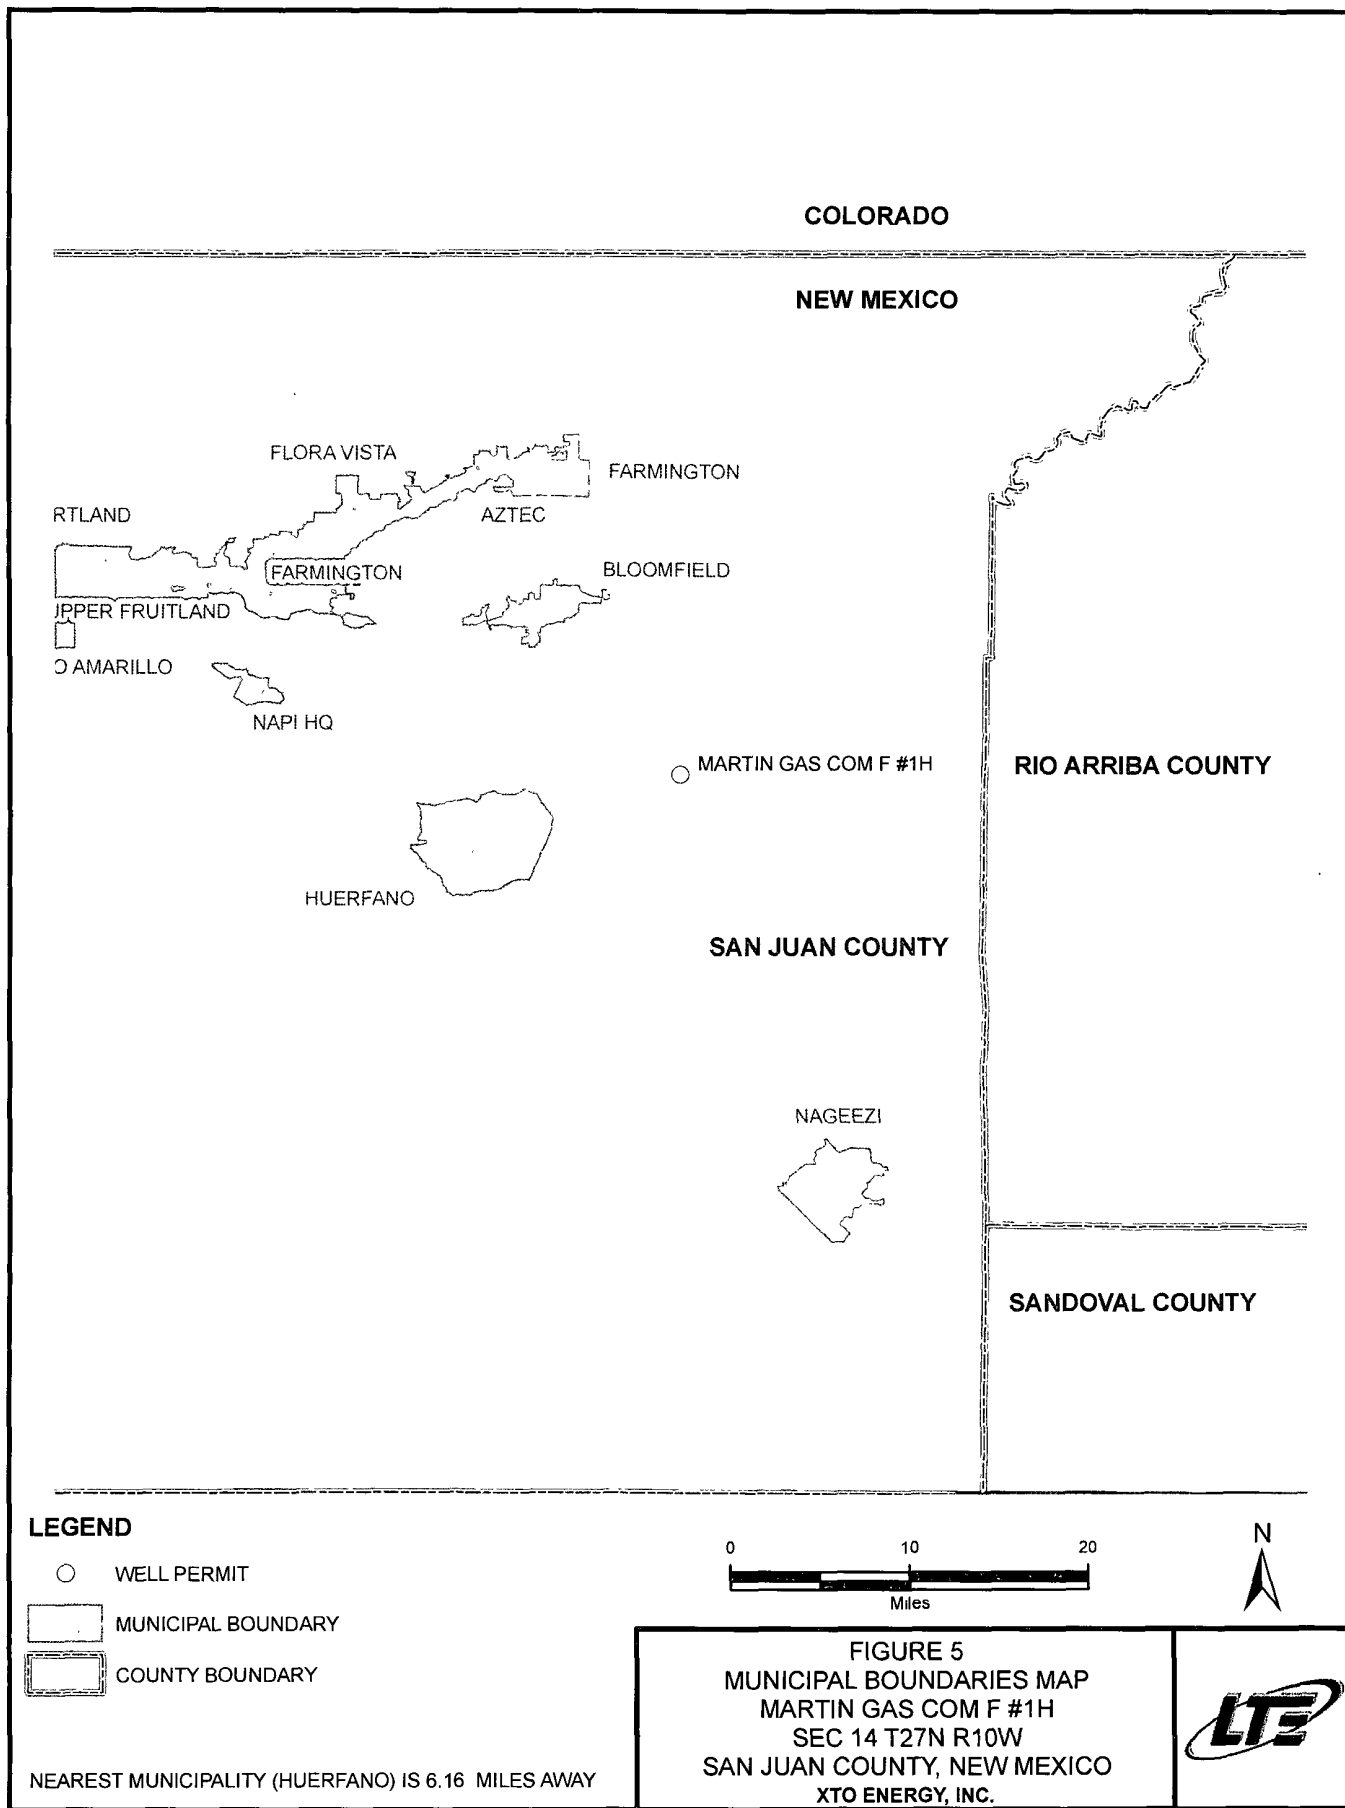 COLORADO
NEW MEXICO
FLORA VISTA
FARMINGTON
RTLAND
AZTEC
FARMINGTON
BLOOMFIELD
UPPER FRUITLAND
O AMARILLO
NAPI HQ
MARTIN GAS COM F #1H
RIO ARRIBA COUNTY
HUERFANO
SAN JUAN COUNTY
NAGEEZI
SANDOVAL COUNTY
LEGEND
WELL PERMIT
MUNICIPAL BOUNDARY
COUNTY BOUNDARY
0 10 20
Miles
N
NEAREST MUNICIPALITY (HUERFANO) IS 6.16 MILES AWAY
FIGURE 5
MUNICIPAL BOUNDARIES MAP
MARTIN GAS COM F #1H
SEC 14 T27N R10W
SAN JUAN COUNTY, NEW MEXICO
XTO ENERGY, INC.
LTE